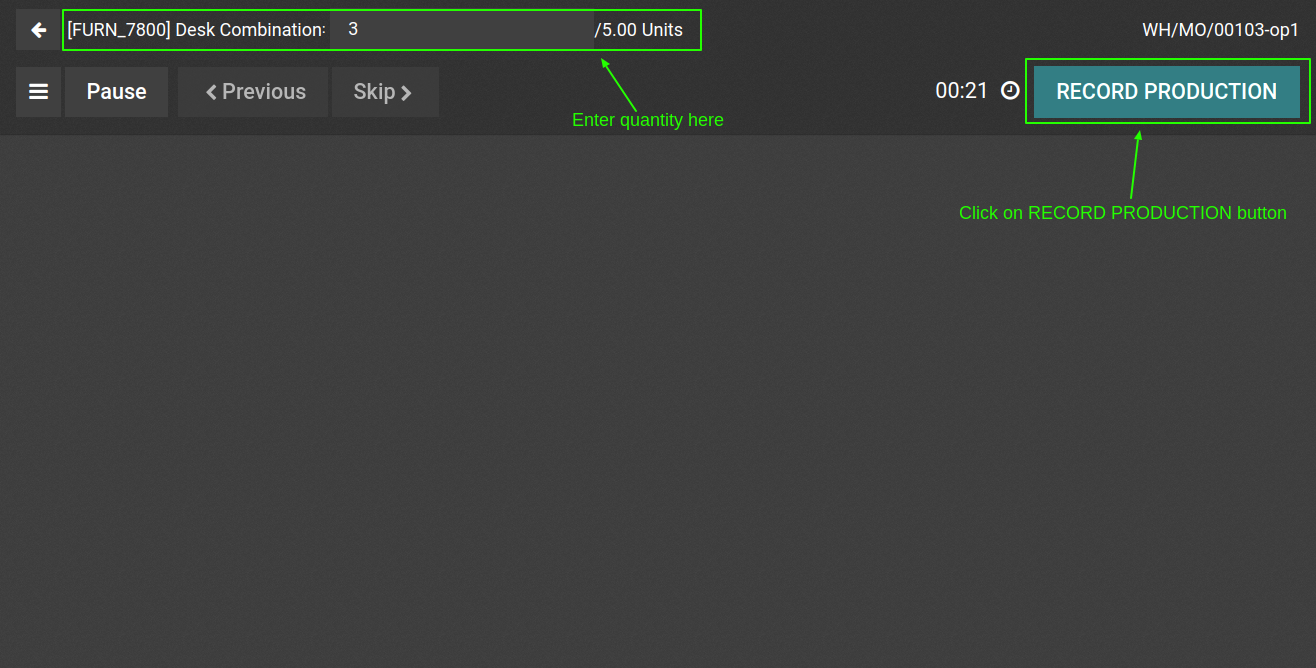 [FURN_7800] Desk Combination: 3 /5.00 Units WH/MO/00103-op1
Pause Previous Skip 00:21 RECORD PRODUCTION
Enter quantity here
Click on RECORD PRODUCTION button